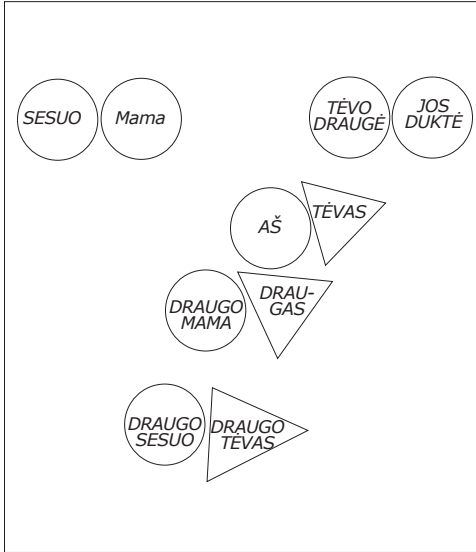 SESUO
Mama
TĖVO
DRAUGĖ
JOS
DUKTĖ
AŠ
TĖVAS
DRAUGO
MAMA
DRAU-
GAS
DRAUGO
SESUO
DRAUGO
TĖVAS